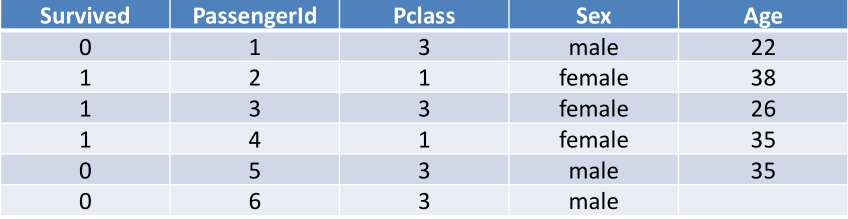 Survived PassengerId Pclass Sex Age
0 1 3 male 22
1 2 1 female 38
1 3 3 female 26
1 4 1 female 35
0 5 3 male 35
0 6 3 male